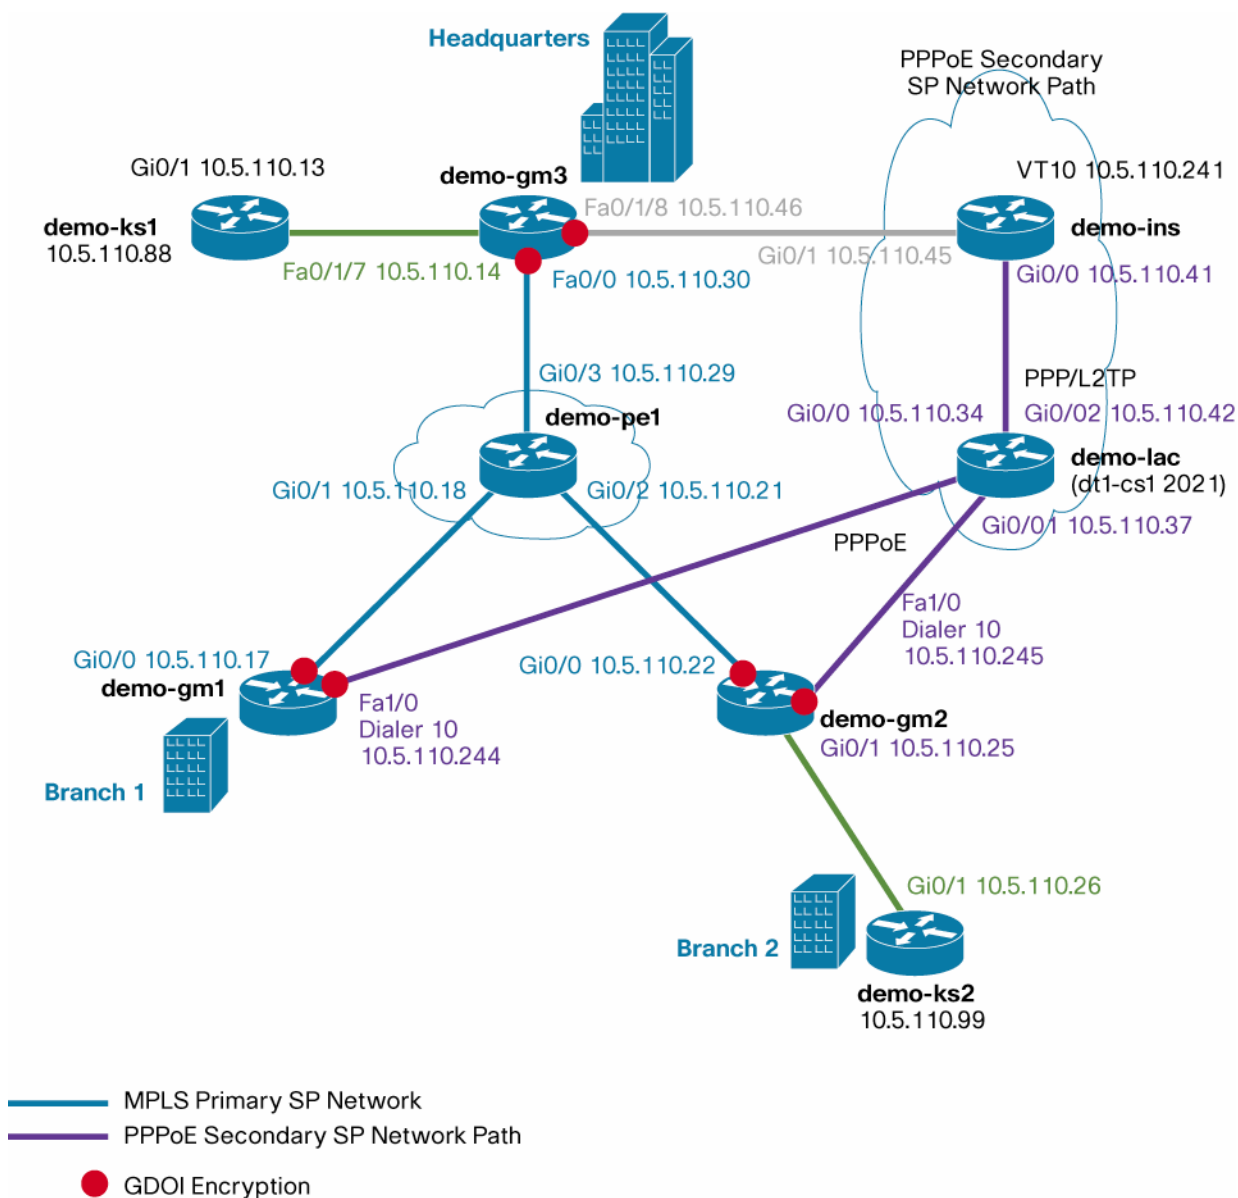 Headquarters
PPPoE Secondary
SP Network Path
Gi0/1 10.5.110.13
demo-gm3
VT10 10.5.110.241
demo-ks1
10.5.110.88
Fa0/1/8 10.5.110.46
demo-ins
Gi0/1 10.5.110.45
Fa0/1/7 10.5.110.14
Fa0/0 10.5.110.30
Gi0/0 10.5.110.41
Gi0/3 10.5.110.29
PPP/L2TP
demo-pe1
Gi0/0 10.5.110.34
Gi0/02 10.5.110.42
demo-lac
(dt1-cs1 2021)
Gi0/1 10.5.110.18
Gi0/2 10.5.110.21
Gi0/01 10.5.110.37
PPPoE
Fa1/0
Dialer 10
10.5.110.245
Gi0/0 10.5.110.17
demo-gm1
Gi0/0 10.5.110.22
Fa1/0
Dialer 10
10.5.110.244
demo-gm2
Gi0/1 10.5.110.25
Branch 1
Gi0/1 10.5.110.26
Branch 2
demo-ks2
10.5.110.99
MPLS Primary SP Network
PPPoE Secondary SP Network Path
GDOI Encryption